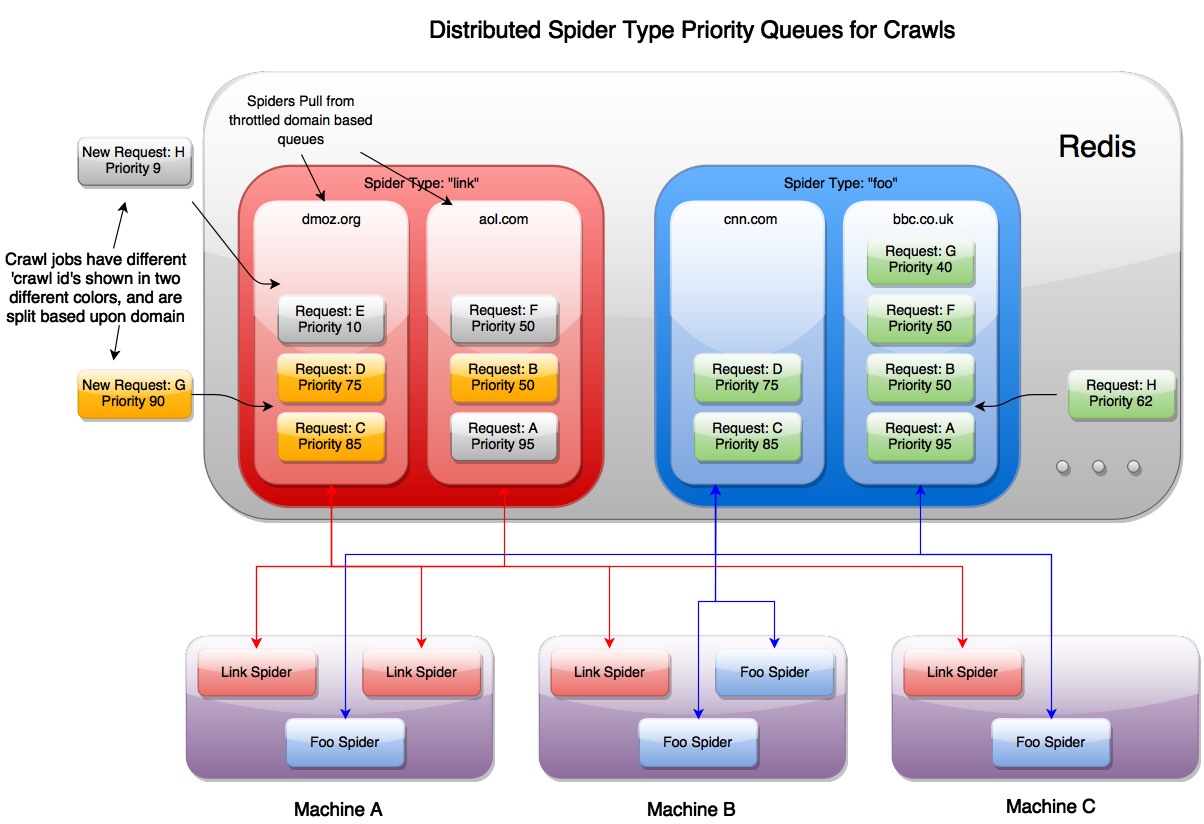 Distributed Spider Type Priority Queues for Crawls
Spiders Pull from
throttled domain based
queues
Redis
New Request: H
Priority 9
Crawl jobs have different
'crawl id's shown in two
different colors, and are
split based upon domain
New Request: G
Priority 90
Spider Type: "link"
dmoz.org
Request: E
Priority 10
Request: D
Priority 75
Request: C
Priority 85
aol.com
Request: F
Priority 50
Request: B
Priority 50
Request: A
Priority 95
Spider Type: "foo"
cnn.com
Request: D
Priority 75
Request: C
Priority 85
bbc.co.uk
Request: G
Priority 40
Request: F
Priority 50
Request: B
Priority 50
Request: A
Priority 95
Request: H
Priority 62
Link Spider
Link Spider
Foo Spider
Machine A
Link Spider
Foo Spider
Foo Spider
Machine B
Link Spider
Foo Spider
Machine C